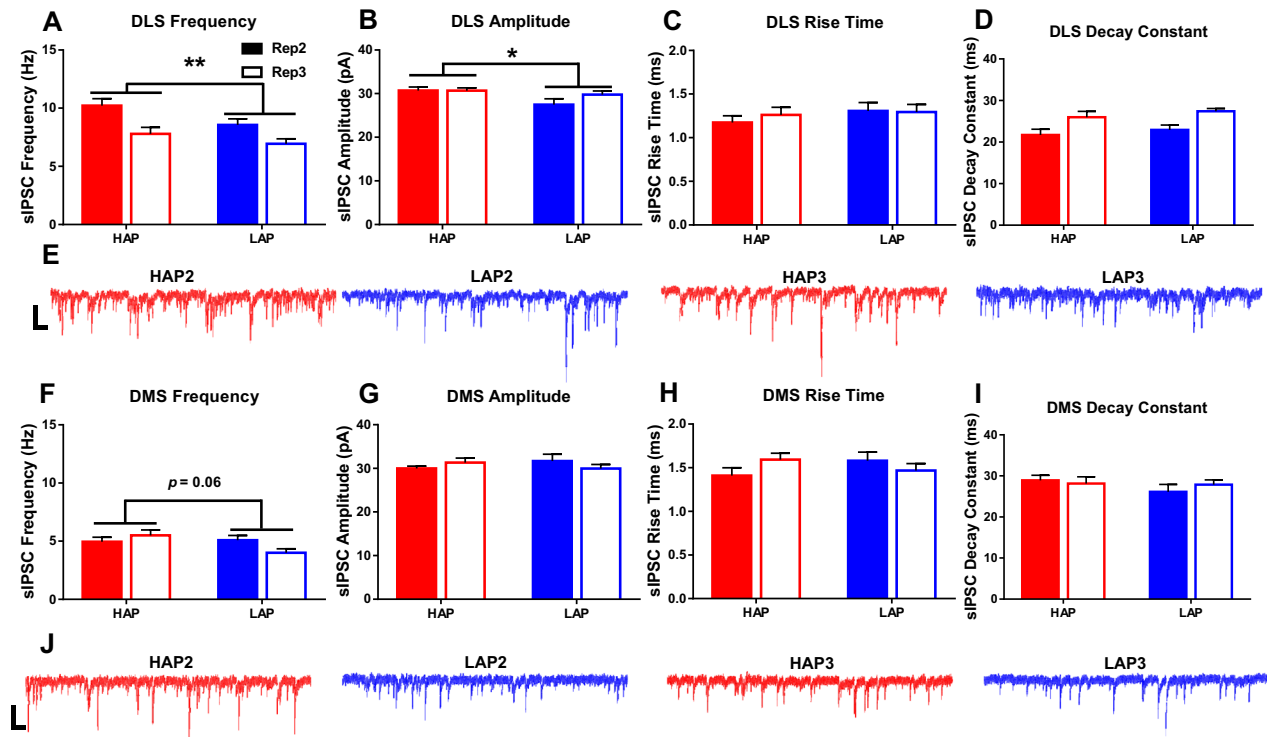 A
DLS Frequency
sIPSC Frequency (Hz)
15
10
5
0
**
Rep2
Rep3
HAP
LAP
B
DLS Amplitude
sIPSC Amplitude (pA)
40
30
20
10
0
*
HAP
LAP
C
DLS Rise Time
sIPSC Rise Time (ms)
2.0
1.5
1.0
0.5
0.0
HAP
LAP
D
DLS Decay Constant
sIPSC Decay Constant (ms)
40
30
20
10
0
HAP
LAP
E
HAP2
LAP2
HAP3
LAP3
F
DMS Frequency
sIPSC Frequency (Hz)
15
10
5
0
p = 0.06
HAP
LAP
G
DMS Amplitude
sIPSC Amplitude (pA)
40
30
20
10
0
HAP
LAP
H
DMS Rise Time
sIPSC Rise Time (ms)
2.0
1.5
1.0
0.5
0.0
HAP
LAP
I
DMS Decay Constant
sIPSC Decay Constant (ms)
40
30
20
10
0
HAP
LAP
J
HAP2
LAP2
HAP3
LAP3